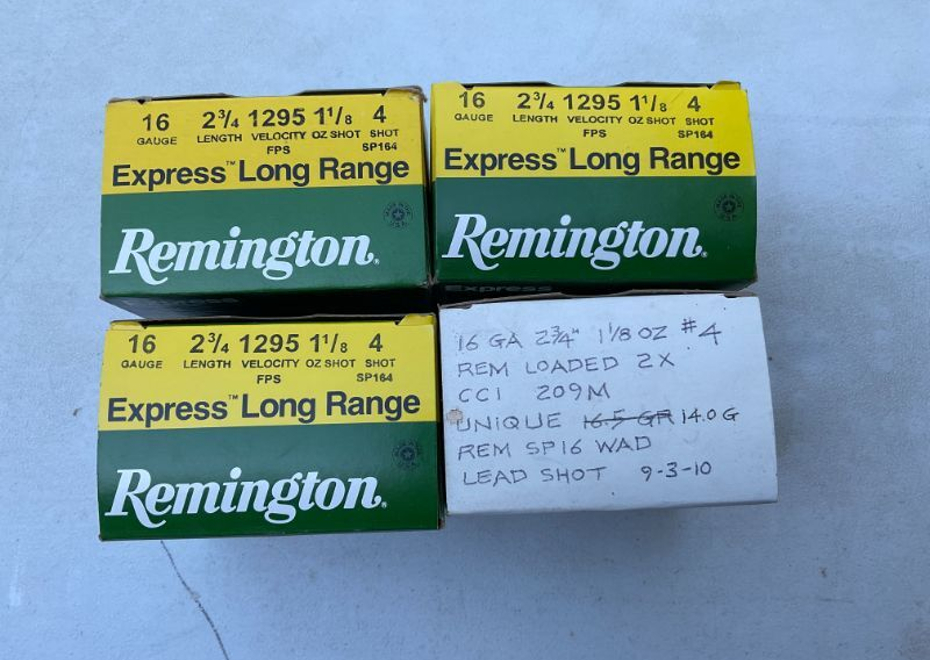 16 2¾ 1295 1⅛ 4
GAUGE LENGTH VELOCITY OZ SHOT SHOT
FPS SP164
Express™ Long Range
Remington®
Express
16 2¾ 1295 1⅛ 4
GAUGE LENGTH VELOCITY OZ SHOT SHOT
FPS SP164
Express™ Long Range
Remington®
Express
16 2¾ 1295 1⅛ 4
GAUGE LENGTH VELOCITY OZ SHOT SHOT
FPS SP164
Express™ Long Range
Remington®
16 GA 2¾" 1⅛ OZ #4
REM LOADED 2X
CCI 209M
UNIQUE 16.5 GR 14.0 G
REM SP16 WAD
LEAD SHOT 9-3-10